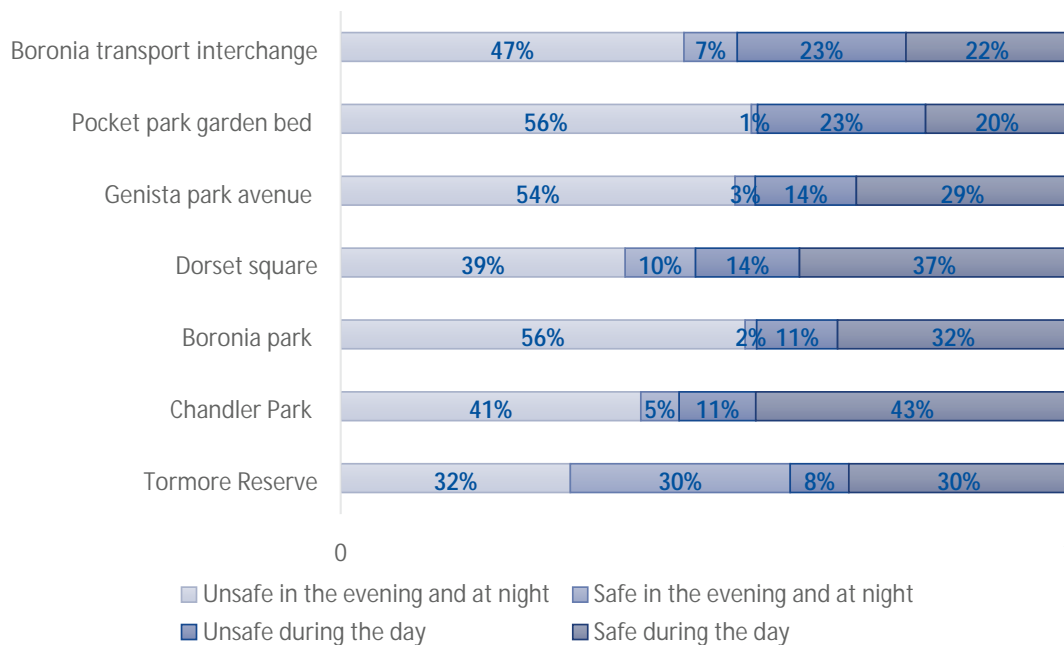 Boronia transport interchange 47% 7% 23% 22%
Pocket park garden bed 56% 1% 23% 20%
Genista park avenue 54% 3% 14% 29%
Dorset square 39% 10% 14% 37%
Boronia park 56% 2% 11% 32%
Chandler Park 41% 5% 11% 43%
Tormore Reserve 32% 30% 8% 30%
0
Unsafe in the evening and at night Safe in the evening and at night
Unsafe during the day Safe during the day